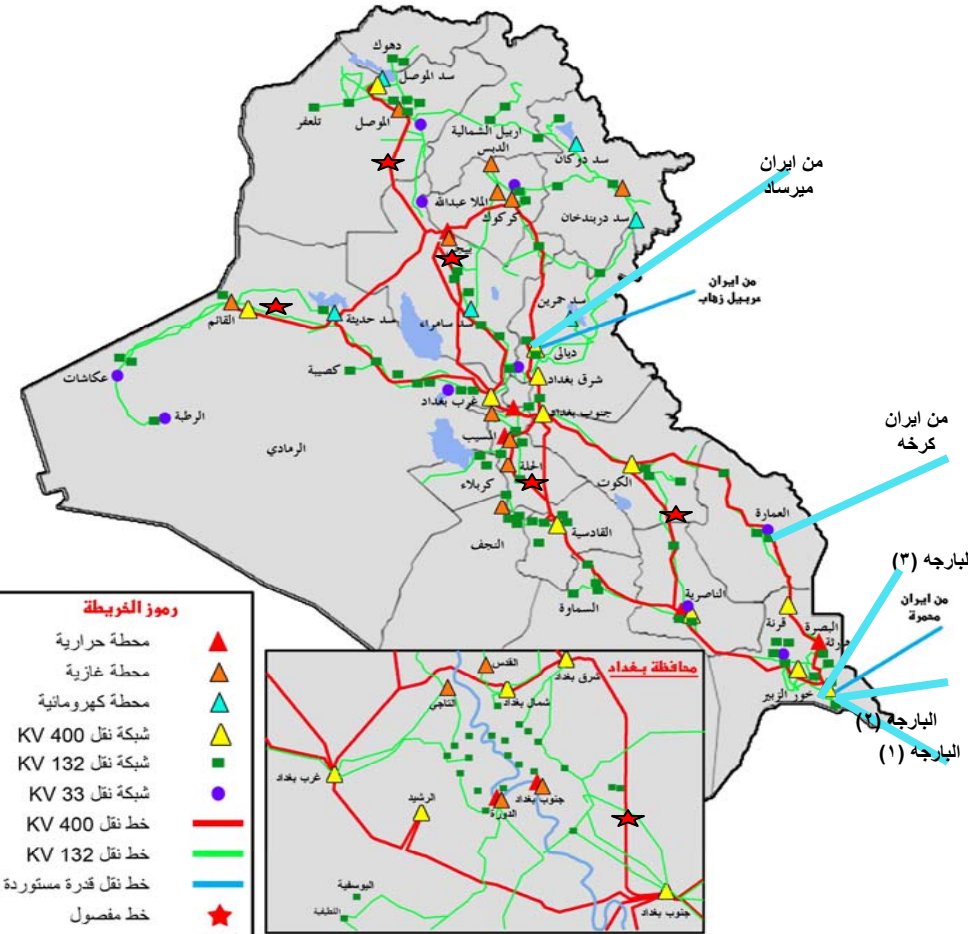 دهوك
سد الموصل
تلعفر
الموصل
اربيل الشمالية
الدبس
سد دوكان
الملا عبدالله
كركوك
سد دربندخان
من ايران
ميرساد
من ايران
سربيل زهاب
سد حمرين
القائم
سد حديثة
سد سامراء
ديالى
شرق بغداد
عكاشات
كصيبة
غرب بغداد
جنوب بغداد
الرطبة
الرمادي
المسيب
الحلة
كربلاء
الكوت
من ايران
كرخه
العمارة
النجف
القادسية
السمارة
الناصرية
البارجه (٣)
من ايران
محمرة
قرنة
البصرة
خور الزبير
البارجه (٢)
البارجه (١)
رموز الخريطة
محطة حرارية
محطة غازية
محطة كهرومائية
شبكة نقل 400 KV
شبكة نقل 132 KV
شبكة نقل 33 KV
خط نقل 400 KV
خط نقل 132 KV
خط نقل قدرة مستوردة
خط مفصول
محافظة بغداد
القدس
شرق بغداد
التاجي
شمال بغداد
غرب بغداد
الرشيد
جنوب بغداد
الدورة
اليوسفية
اللطيفية
جنوب بغداد